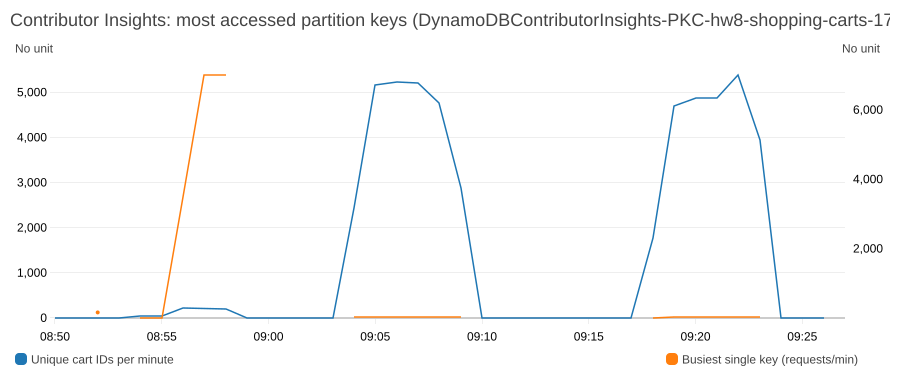 Contributor Insights: most accessed partition keys (DynamoDBContributorInsights-PKC-hw8-shopping-carts-17
No unit No unit
5,000
6,000
4,000
4,000
3,000
2,000
2,000
1,000
0
08:50 08:55 09:00 09:05 09:10 09:15 09:20 09:25
Unique cart IDs per minute Busiest single key (requests/min)